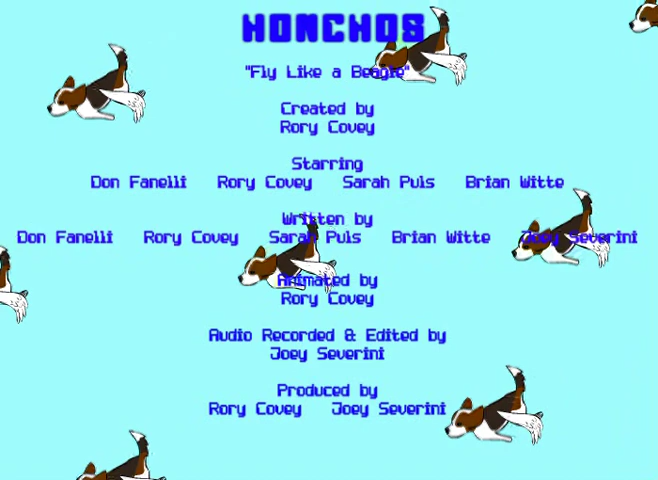 HONCHOS
"Fly Like a Beagle"
Created by
Rory Covey
Starring
Don Fanelli Rory Covey Sarah Puls Brian Witte
Written by
Don Fanelli Rory Covey Sarah Puls Brian Witte Joey Severini
Animated by
Rory Covey
Audio Recorded & Edited by
Joey Severini
Produced by
Rory Covey Joey Severini